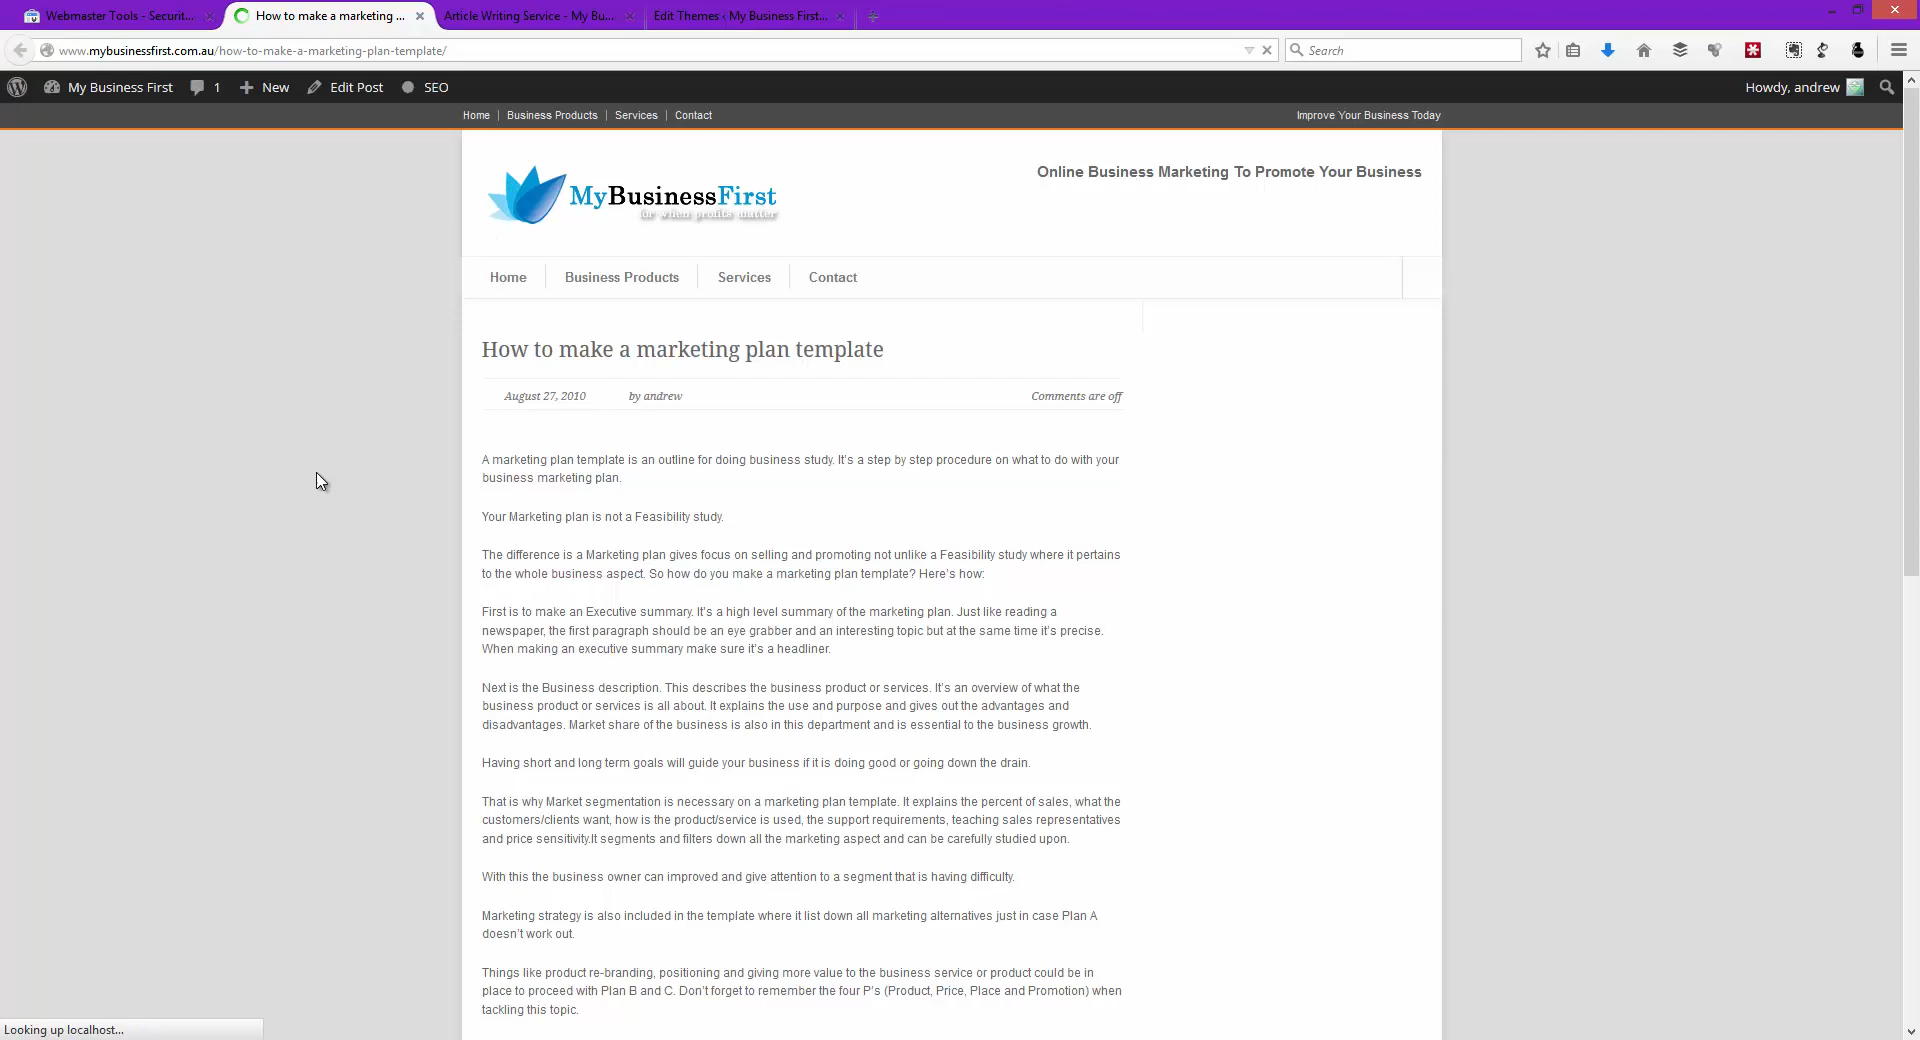 Webmaster Tools - Securit...
How to make a marketing ...
Article Writing Service - My Bu...
Edit Themes ‹ My Business First...
www.mybusinessfirst.com.au/how-to-make-a-marketing-plan-template/
Search
My Business First
1
New
Edit Post
SEO
Howdy, andrew
Home
Business Products
Services
Contact
Improve Your Business Today
MyBusinessFirst
for when profits matter
Online Business Marketing To Promote Your Business
Home
Business Products
Services
Contact
How to make a marketing plan template
August 27, 2010
by andrew
Comments are off
A marketing plan template is an outline for doing business study. It’s a step by step procedure on what to do with your
business marketing plan.
Your Marketing plan is not a Feasibility study.
The difference is a Marketing plan gives focus on selling and promoting not unlike a Feasibility study where it pertains
to the whole business aspect. So how do you make a marketing plan template? Here’s how:
First is to make an Executive summary. It’s a high level summary of the marketing plan. Just like reading a
newspaper, the first paragraph should be an eye grabber and an interesting topic but at the same time it’s precise.
When making an executive summary make sure it’s a headliner.
Next is the Business description. This describes the business product or services. It’s an overview of what the
business product or services is all about. It explains the use and purpose and gives out the advantages and
disadvantages. Market share of the business is also in this department and is essential to the business growth.
Having short and long term goals will guide your business if it is doing good or going down the drain.
That is why Market segmentation is necessary on a marketing plan template. It explains the percent of sales, what the
customers/clients want, how is the product/service is used, the support requirements, teaching sales representatives
and price sensitivity.It segments and filters down all the marketing aspect and can be carefully studied upon.
With this the business owner can improved and give attention to a segment that is having difficulty.
Marketing strategy is also included in the template where it list down all marketing alternatives just in case Plan A
doesn’t work out.
Things like product re-branding, positioning and giving more value to the business service or product could be in
place to proceed with Plan B and C. Don’t forget to remember the four P’s (Product, Price, Place and Promotion) when
tackling this topic.
Looking up localhost...